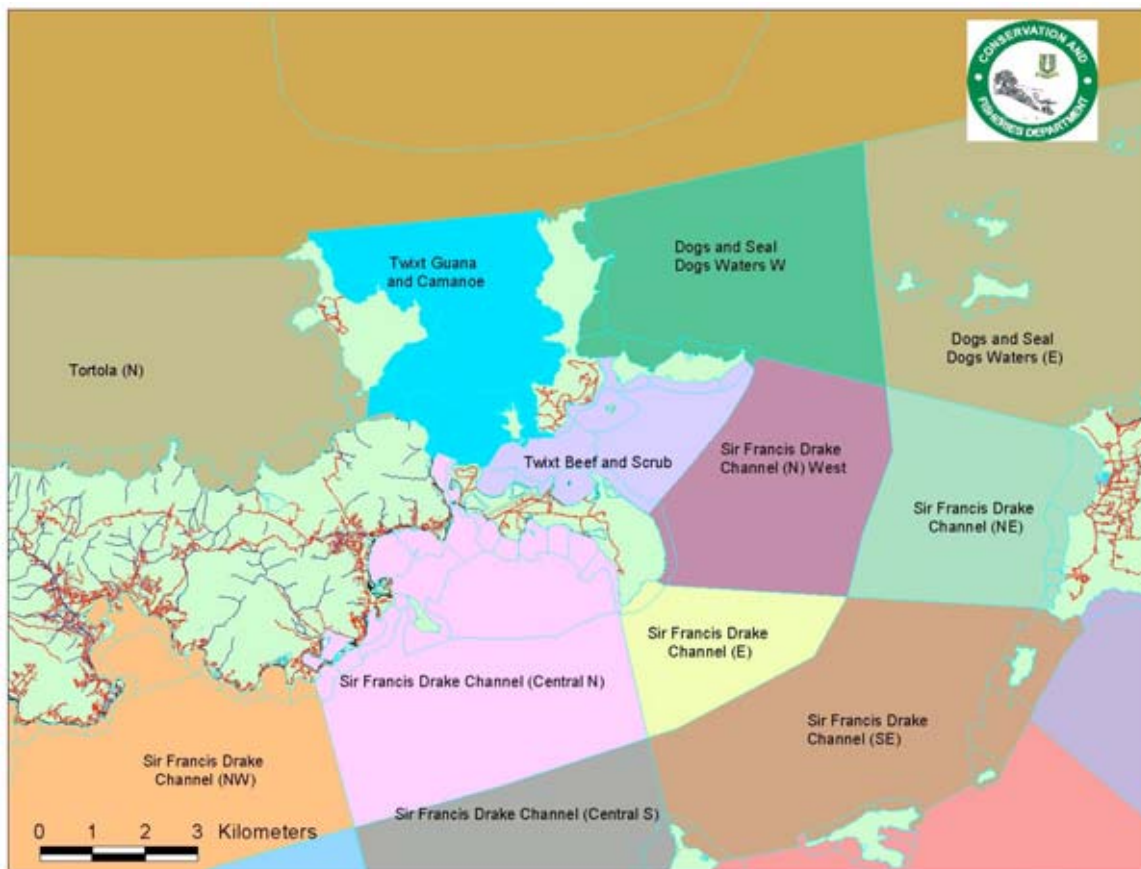 CONSERVATION AND
FISHERIES DEPARTMENT
Dogs and Seal
Dogs Waters W
Twixt Guana
and Camanoe
Dogs and Seal
Dogs Waters (E)
Tortola (N)
Sir Francis Drake
Channel (N) West
Twixt Beef and Scrub
Sir Francis Drake
Channel (NE)
Sir Francis Drake
Channel (E)
Sir Francis Drake Channel (Central N)
Sir Francis Drake
Channel (SE)
Sir Francis Drake
Channel (NW)
Sir Francis Drake Channel (Central S)
0 1 2 3 Kilometers